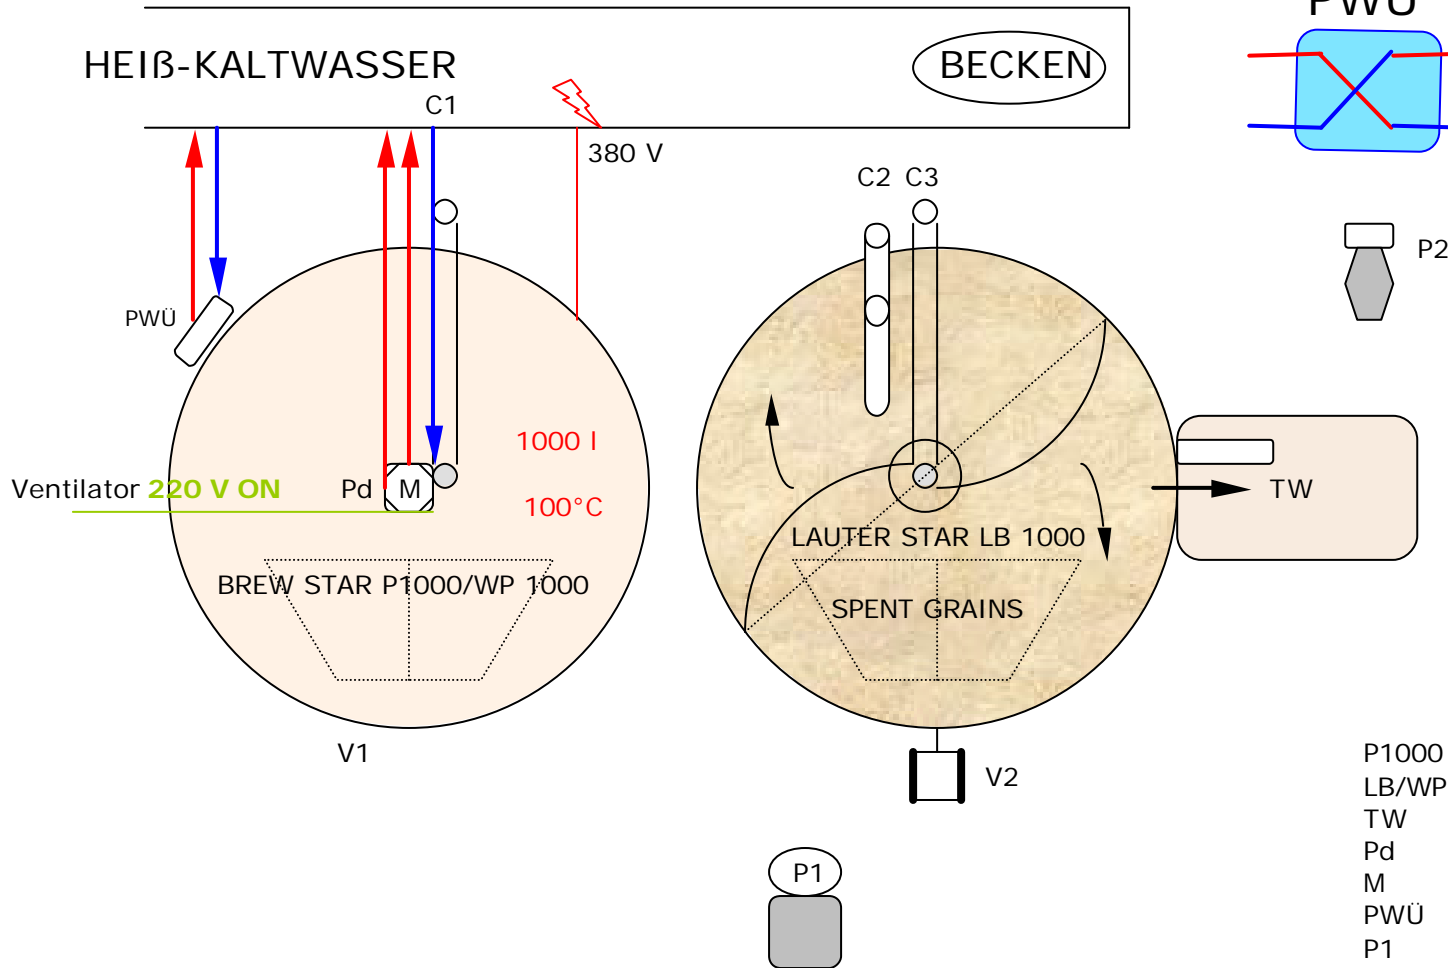 PWÜ
HEIß-KALTWASSER
BECKEN
C1
380 V
C2 C3
P2
PWÜ
1000 l
Ventilator 220 V ON
Pd
M
100°C
TW
LAUTER STAR LB 1000
BREW STAR P1000/WP 1000
SPENT GRAINS
V1
V2
P1
P1000
LB/WP
TW
Pd
M
PWÜ
P1